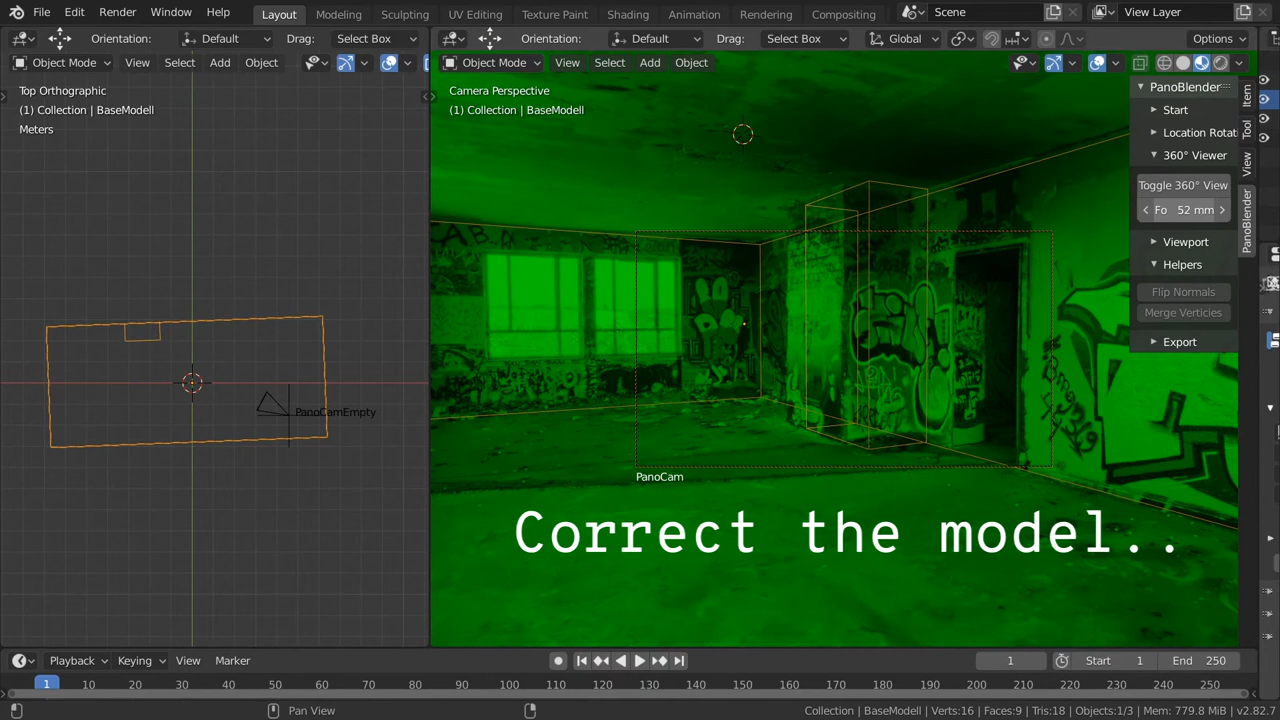 File Edit Render Window Help Layout Modeling Sculpting UV Editing Texture Paint Shading Animation Rendering Compositing Scene View Layer
Orientation: Default Drag: Select Box
Orientation: Default Drag: Select Box Global Options
Object Mode View Select Add Object
Object Mode View Select Add Object
Top Orthographic
(1) Collection | BaseModell
Meters
PanoCamEmpty
Camera Perspective
(1) Collection | BaseModell
PanoCam
Correct the model..
PanoBlender
Start
Location Rotati
360° Viewer
Toggle 360° View
Fo 52 mm
Viewport
Helpers
Flip Normals
Merge Verticies
Export
Item
Tool
View
PanoBlender
Playback Keying View Marker 1 Start 1 End 250
1 10 20 30 40 50 60 70 80 90 100 110 120 130 140 150 160 170 180 190 200 210 220 230 240 250
Pan View Collection | BaseModell | Verts:16 | Faces:9 | Tris:18 | Objects:1/3 | Mem: 779.8 MiB | v2.82.7